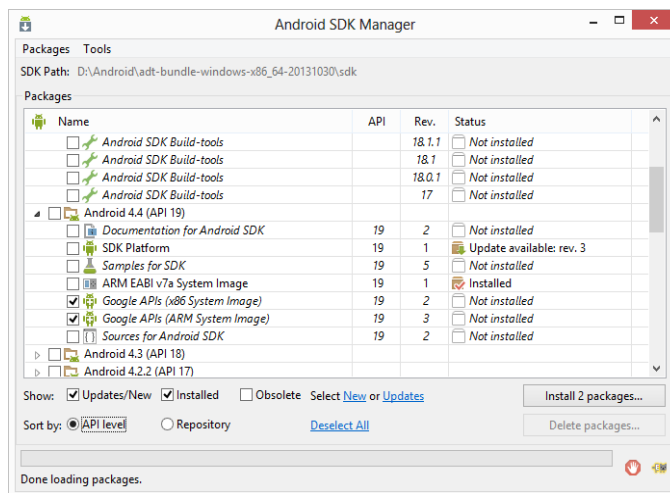 Android SDK Manager
Packages Tools
SDK Path: D:\Android\adt-bundle-windows-x86_64-20131030\sdk
Packages
Name API Rev. Status
Android SDK Build-tools 18.1.1 Not installed
Android SDK Build-tools 18.1 Not installed
Android SDK Build-tools 18.0.1 Not installed
Android SDK Build-tools 17 Not installed
Android 4.4 (API 19)
Documentation for Android SDK 19 2 Not installed
SDK Platform 19 1 Update available: rev. 3
Samples for SDK 19 5 Not installed
ARM EABI v7a System Image 19 1 Installed
Google APIs (x86 System Image) 19 2 Not installed
Google APIs (ARM System Image) 19 3 Not installed
Sources for Android SDK 19 2 Not installed
Android 4.3 (API 18)
Android 4.2.2 (API 17)
Show: Updates/New Installed Obsolete Select New or Updates Install 2 packages...
Sort by: API level Repository Deselect All Delete packages...
Done loading packages.